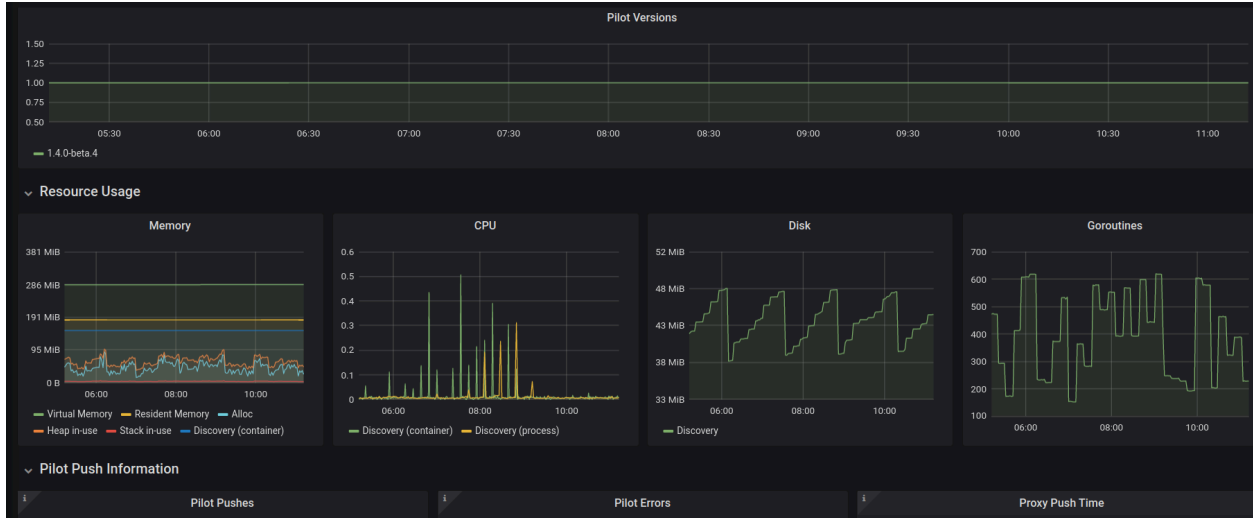 Pilot Versions
1.50
1.25
1.00
0.75
0.50
05:30 06:00 06:30 07:00 07:30 08:00 08:30 09:00 09:30 10:00 10:30 11:00
1.4.0-beta.4
Resource Usage
Memory
381 MiB
286 MiB
191 MiB
95 MiB
0 B
06:00 08:00 10:00
Virtual Memory Resident Memory Alloc
Heap in-use Stack in-use Discovery (container)
CPU
0.6
0.5
0.4
0.3
0.2
0.1
0
06:00 08:00 10:00
Discovery (container) Discovery (process)
Disk
52 MiB
48 MiB
43 MiB
38 MiB
33 MiB
06:00 08:00 10:00
Discovery
Goroutines
700
600
500
400
300
200
100
06:00 08:00 10:00
Pilot Push Information
i
Pilot Pushes
i
Pilot Errors
i
Proxy Push Time